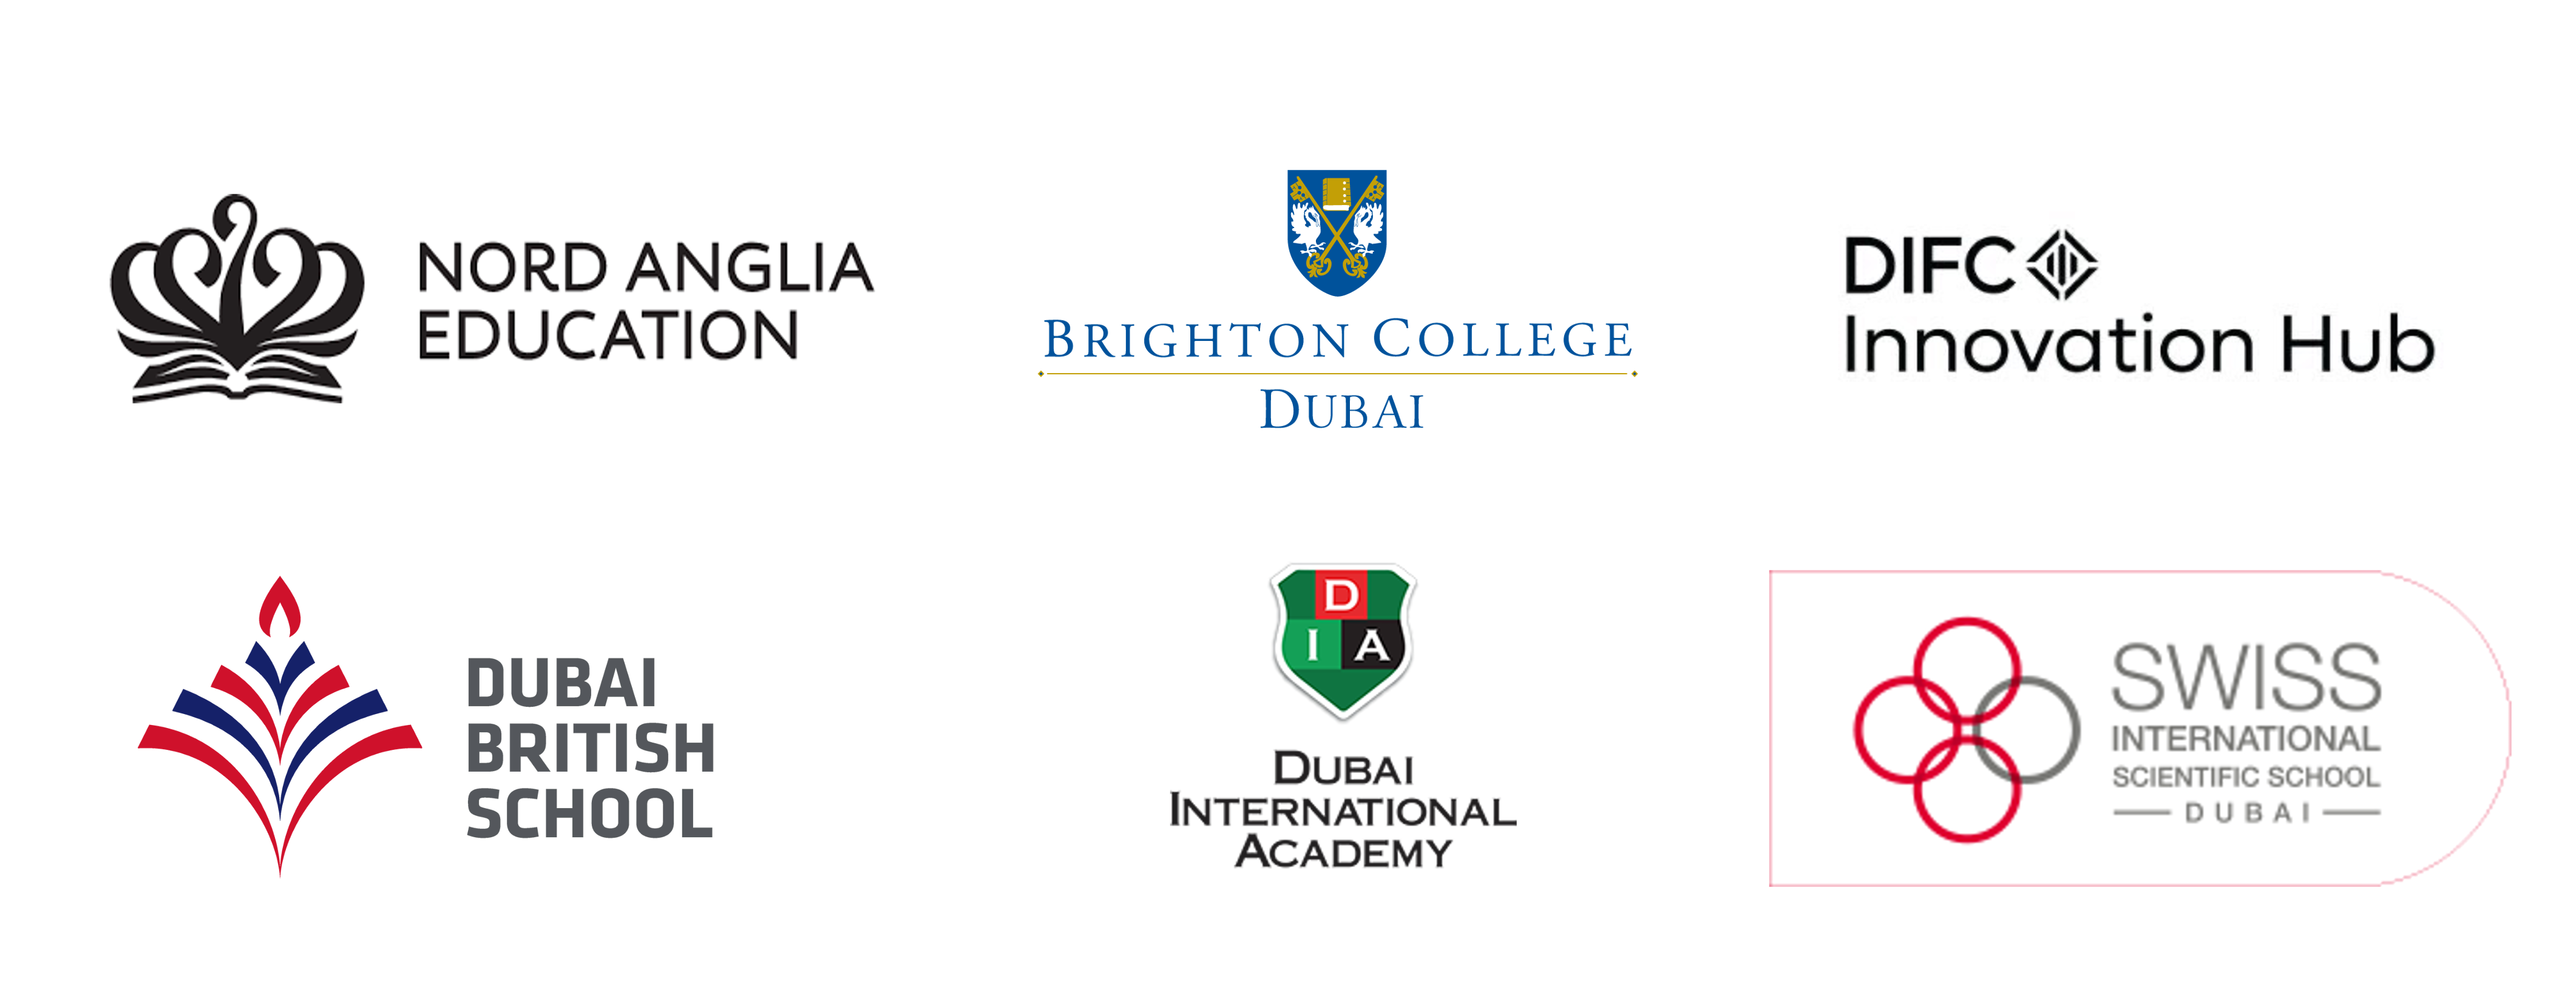 NORD ANGLIA
EDUCATION
BRIGHTON COLLEGE
DUBAI
DIFC
Innovation Hub
DUBAI
BRITISH
SCHOOL
D
I A
DUBAI
INTERNATIONAL
ACADEMY
SWISS
INTERNATIONAL
SCIENTIFIC SCHOOL
DUBAI